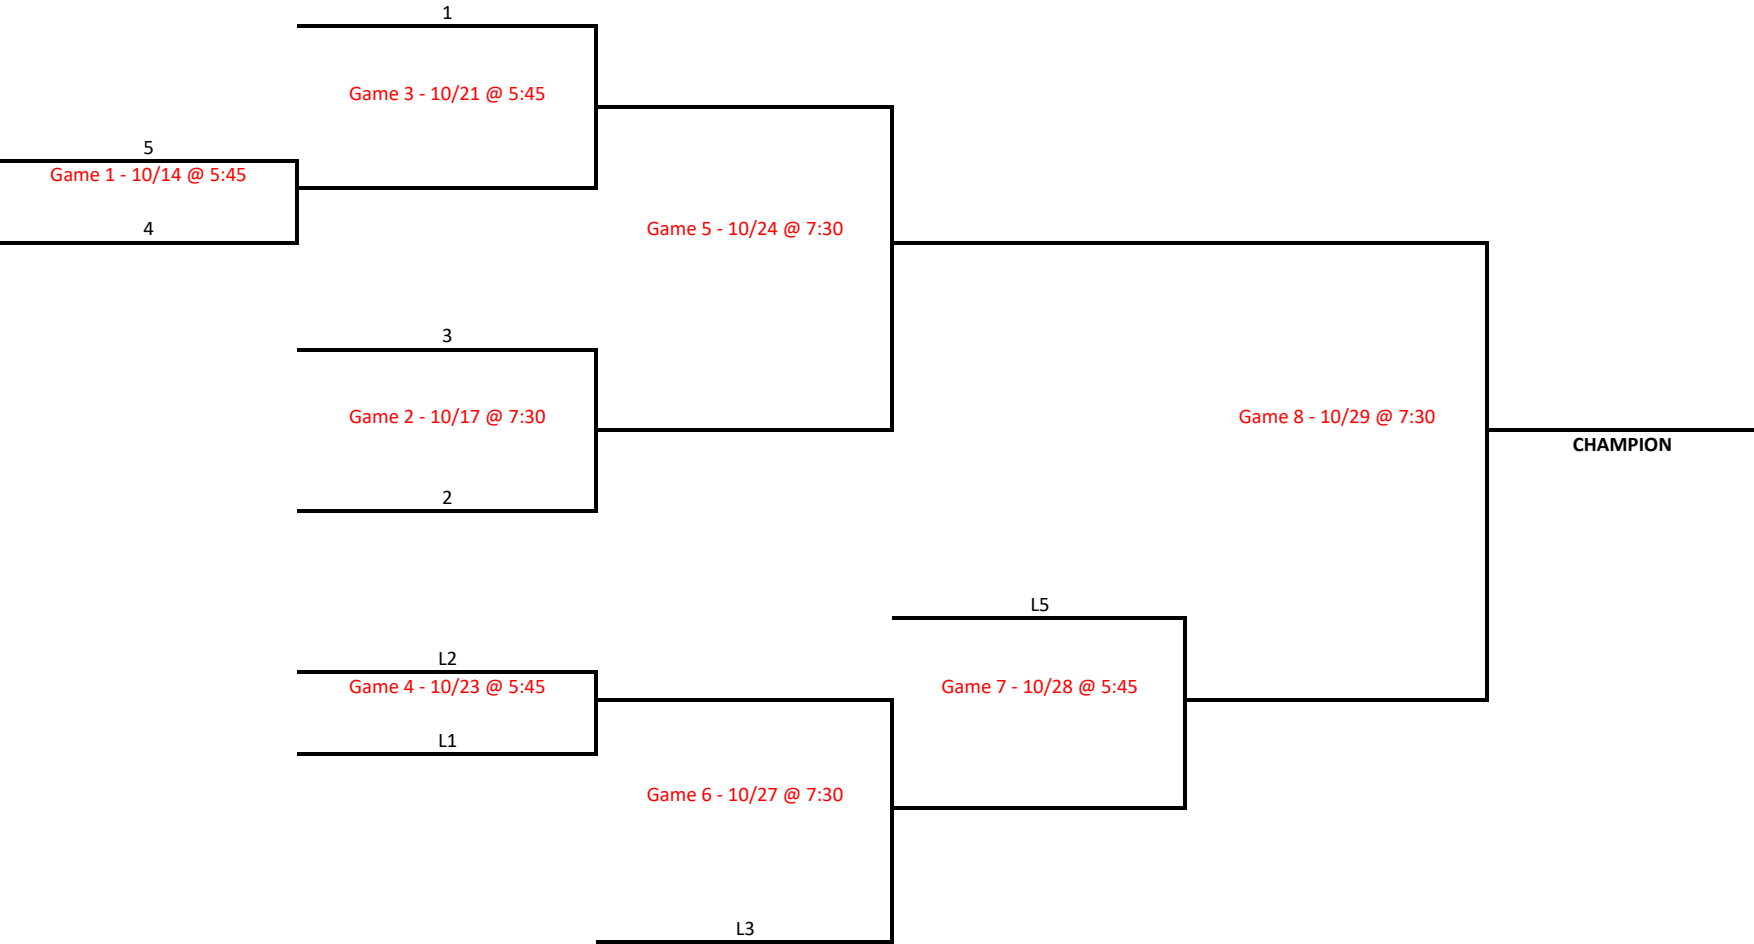 1
Game 3 - 10/21 @ 5:45
5
Game 1 - 10/14 @ 5:45
4
Game 5 - 10/24 @ 7:30
3
Game 2 - 10/17 @ 7:30
Game 8 - 10/29 @ 7:30
CHAMPION
2
L5
L2
Game 4 - 10/23 @ 5:45
Game 7 - 10/28 @ 5:45
L1
Game 6 - 10/27 @ 7:30
L3